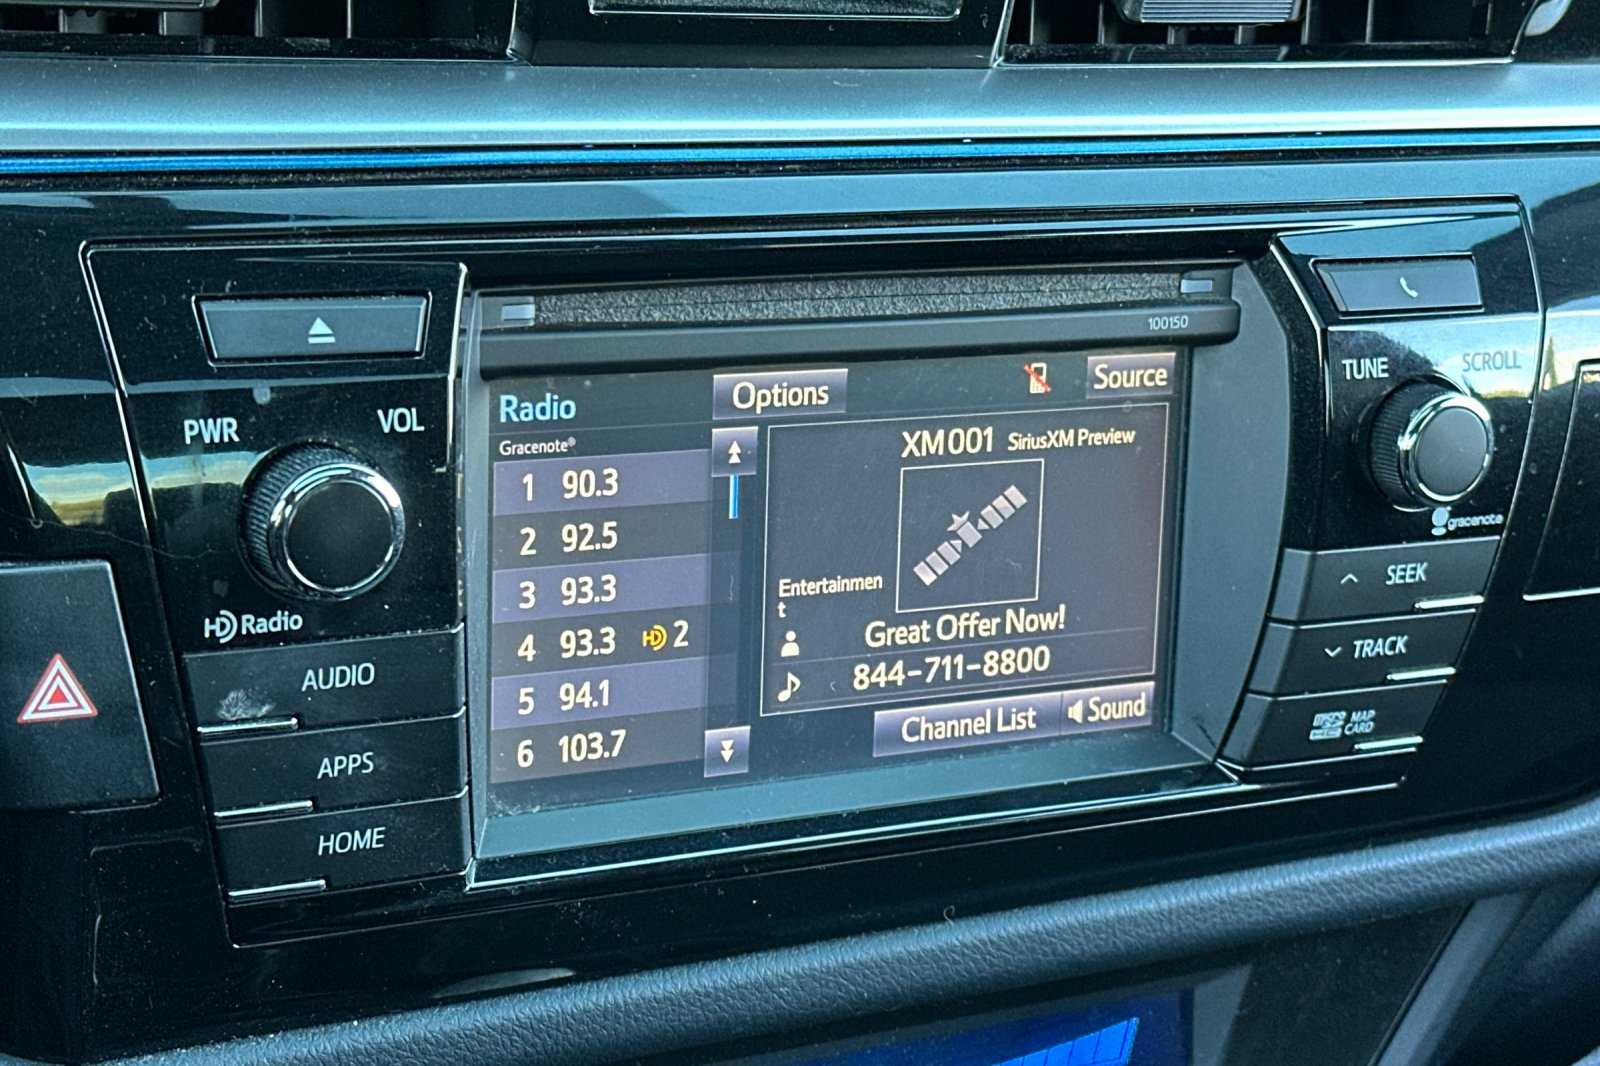 100150
PWR VOL
HD Radio
AUDIO
APPS
HOME
Radio
Options
Source
Gracenote®
1 90.3
2 92.5
3 93.3
4 93.3 HD 2
5 94.1
6 103.7
XM001 SiriusXM Preview
Entertainmen
t
Great Offer Now!
844-711-8800
Channel List
Sound
TUNE SCROLL
gracenote
SEEK
TRACK
MAP
CARD